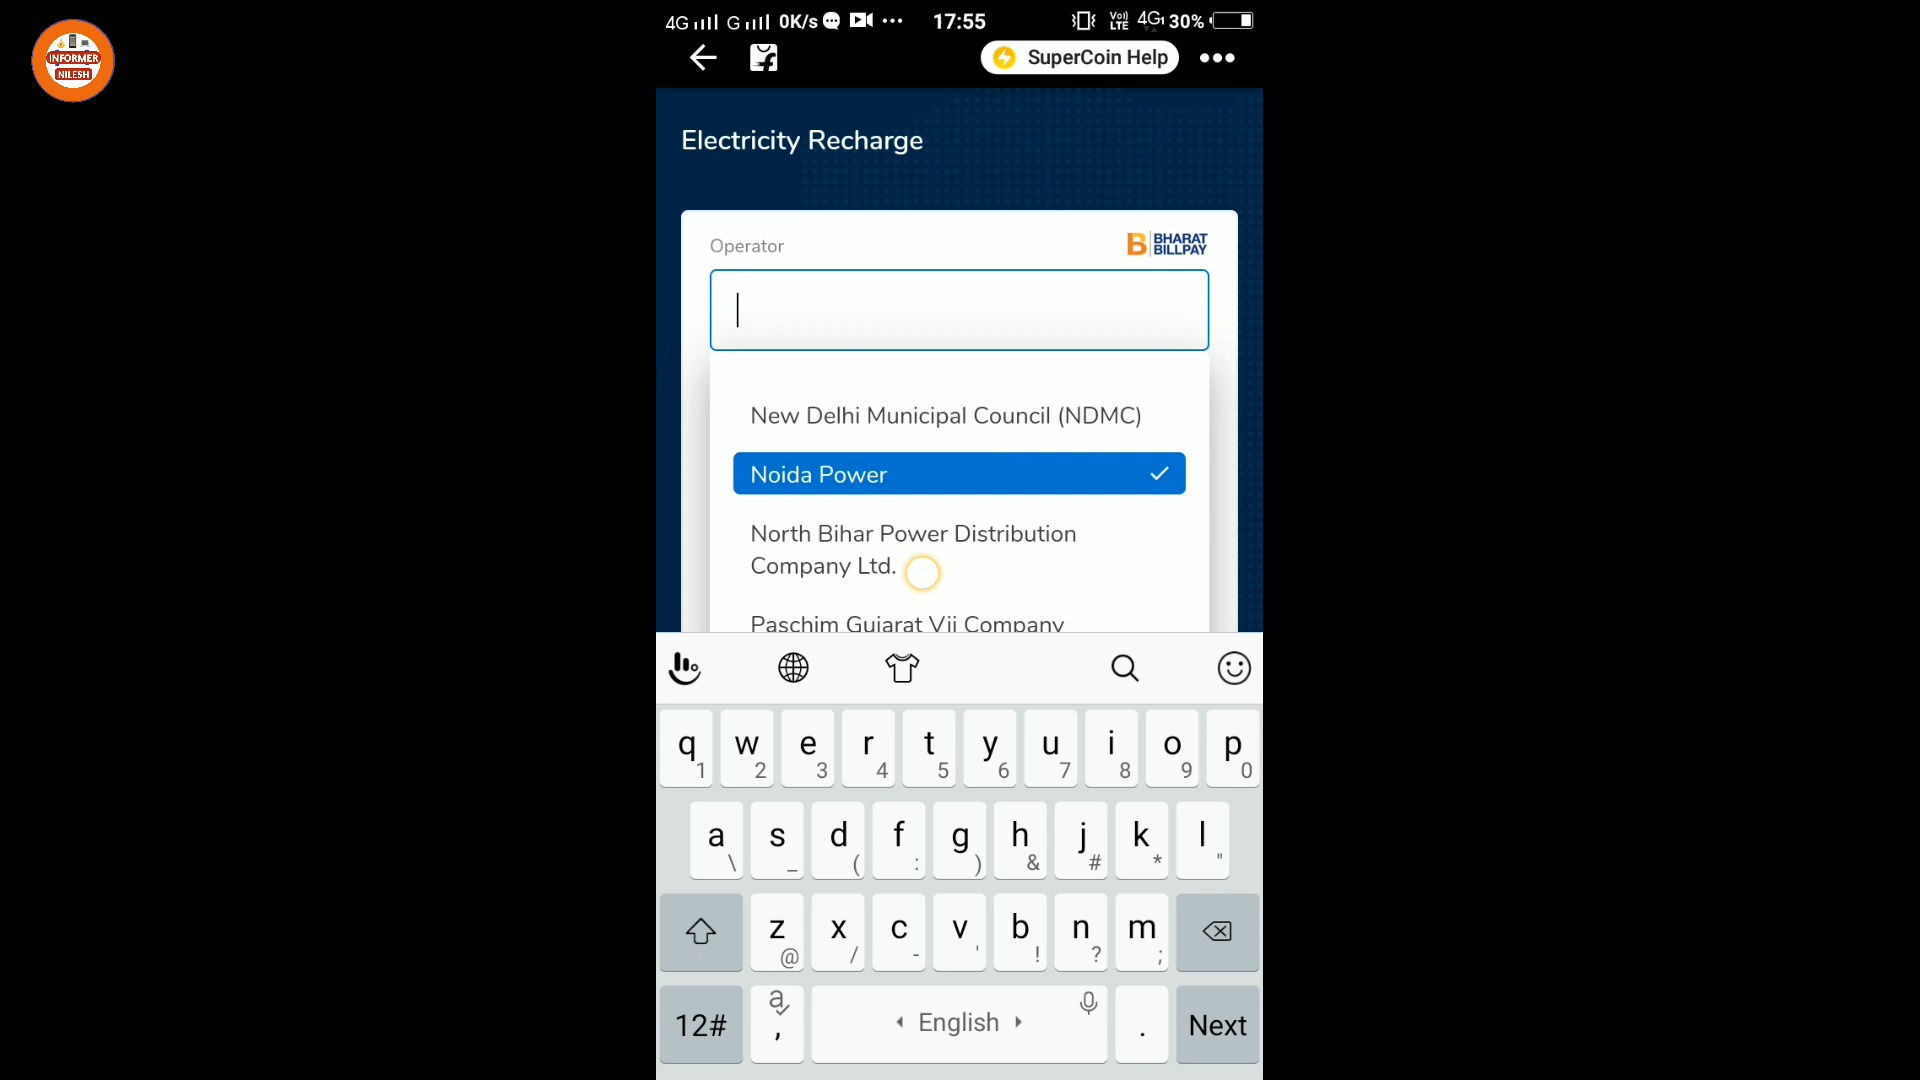 INFORMER
NILESH
4G G 0K/s 17:55 VoLTE 4G 30%
SuperCoin Help
Electricity Recharge
Operator
B BHARAT
BILLPAY
New Delhi Municipal Council (NDMC)
Noida Power
North Bihar Power Distribution
Company Ltd.
Paschim Gujarat Vij Company
q w e r t y u i o p
1 2 3 4 5 6 7 8 9 0
a s d f g h j k l
\ _ ( : ) & # * "
z x c v b n m
@ / - ' ! ? ;
12# a , English . Next